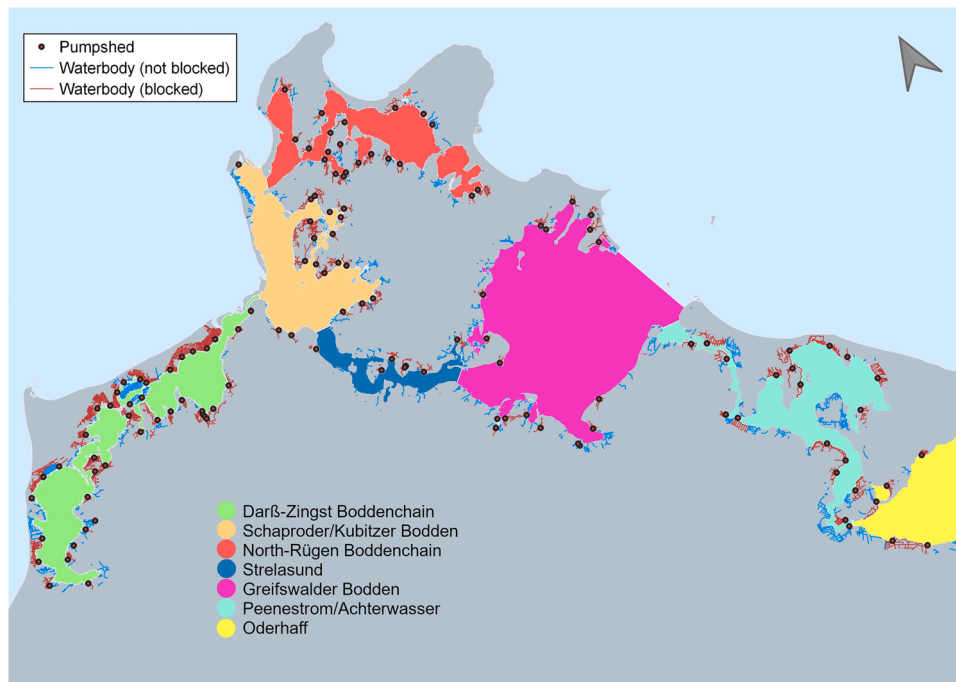 Pumpshed
Waterbody (not blocked)
Waterbody (blocked)
Darß-Zingst Boddenchain
Schaproder/Kubitzer Bodden
North-Rügen Boddenchain
Strelasund
Greifswalder Bodden
Peenestrom/Achterwasser
Oderhaff